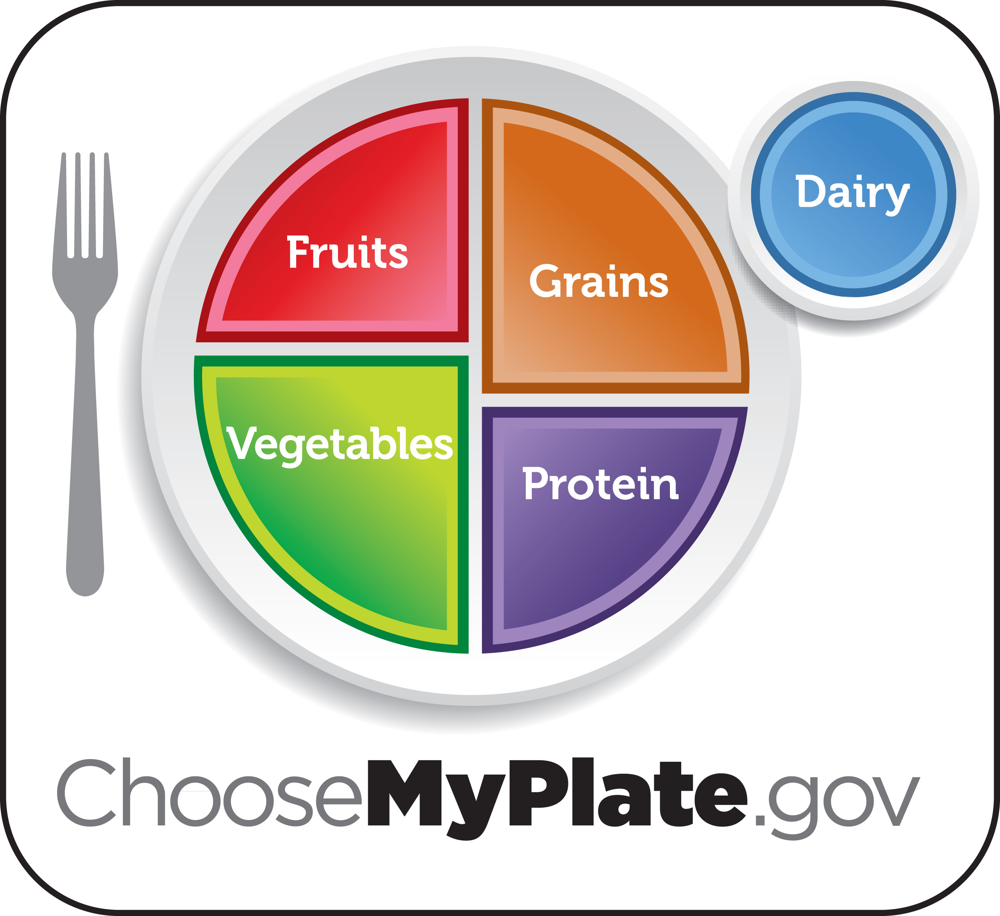 Dairy
Fruits
Grains
Vegetables
Protein
ChooseMyPlate.gov